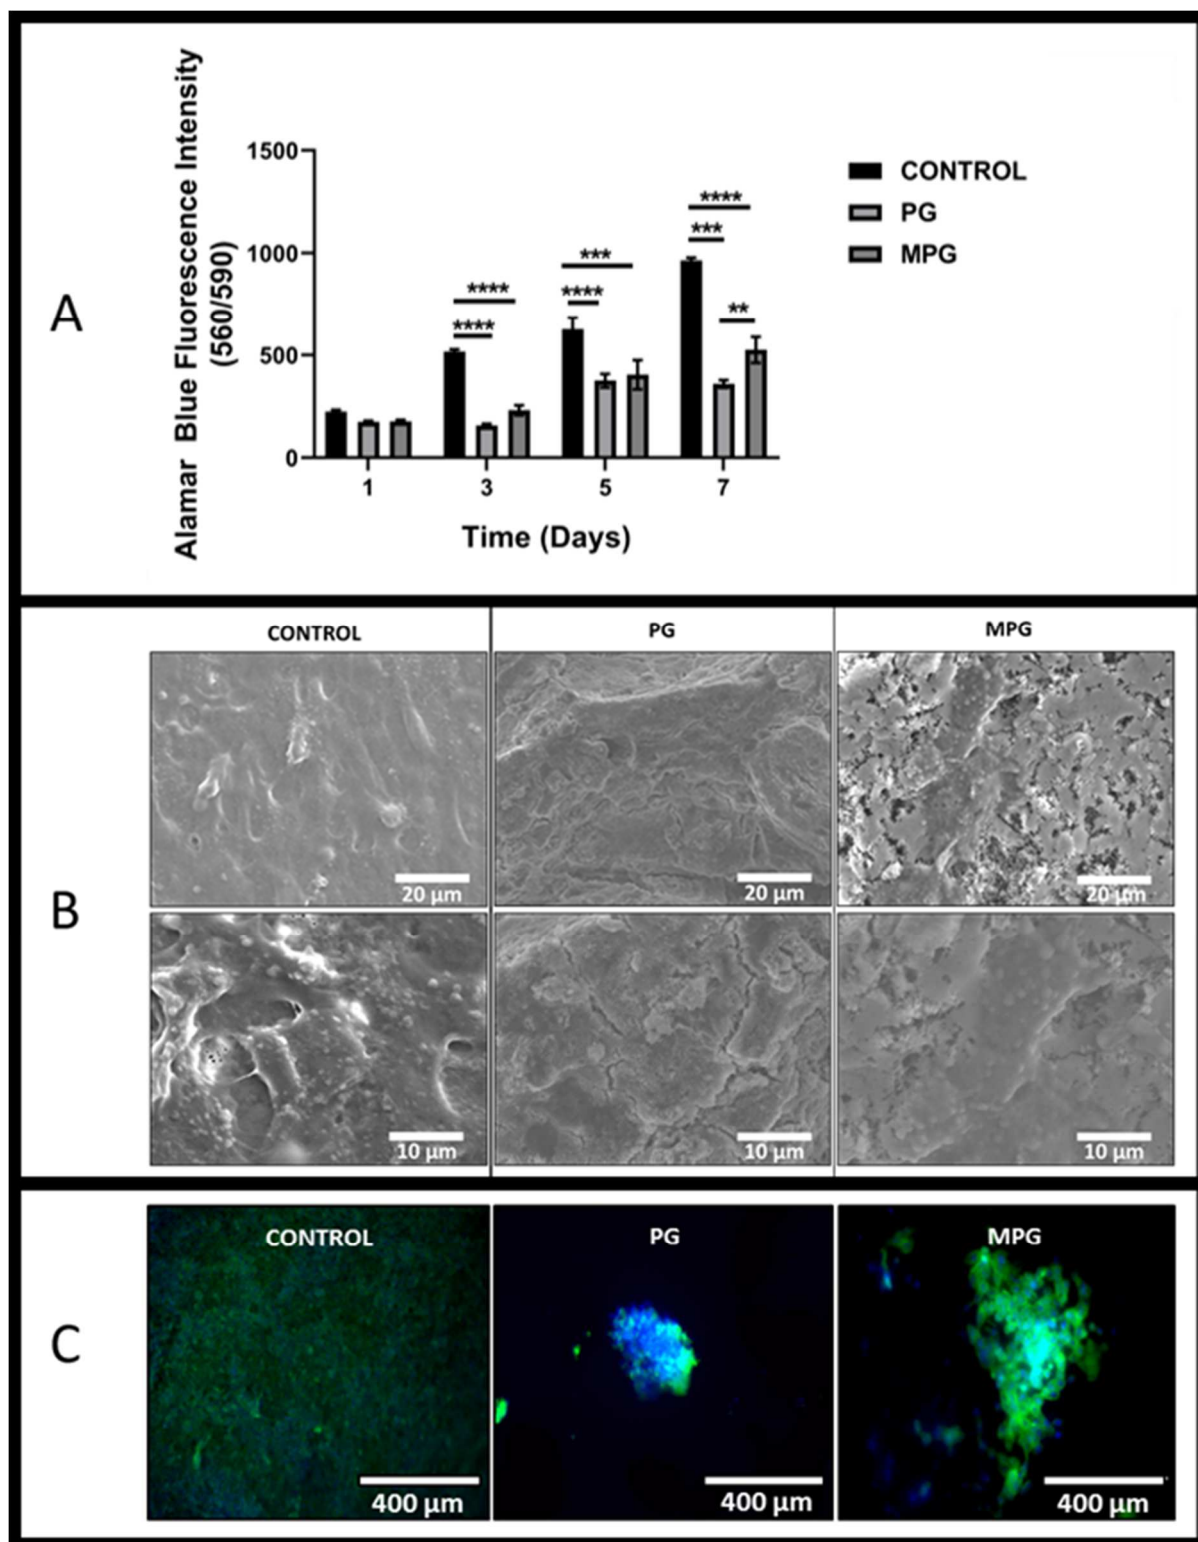 A
Alamar Blue Fluorescence Intensity
(560/590)
1500
1000
500
0
****
****
***
****
****
***
**
1
3
5
7
Time (Days)
CONTROL
PG
MPG
B
CONTROL
PG
MPG
20 µm
20 µm
20 µm
10 µm
10 µm
10 µm
C
CONTROL
PG
MPG
400 µm
400 µm
400 µm